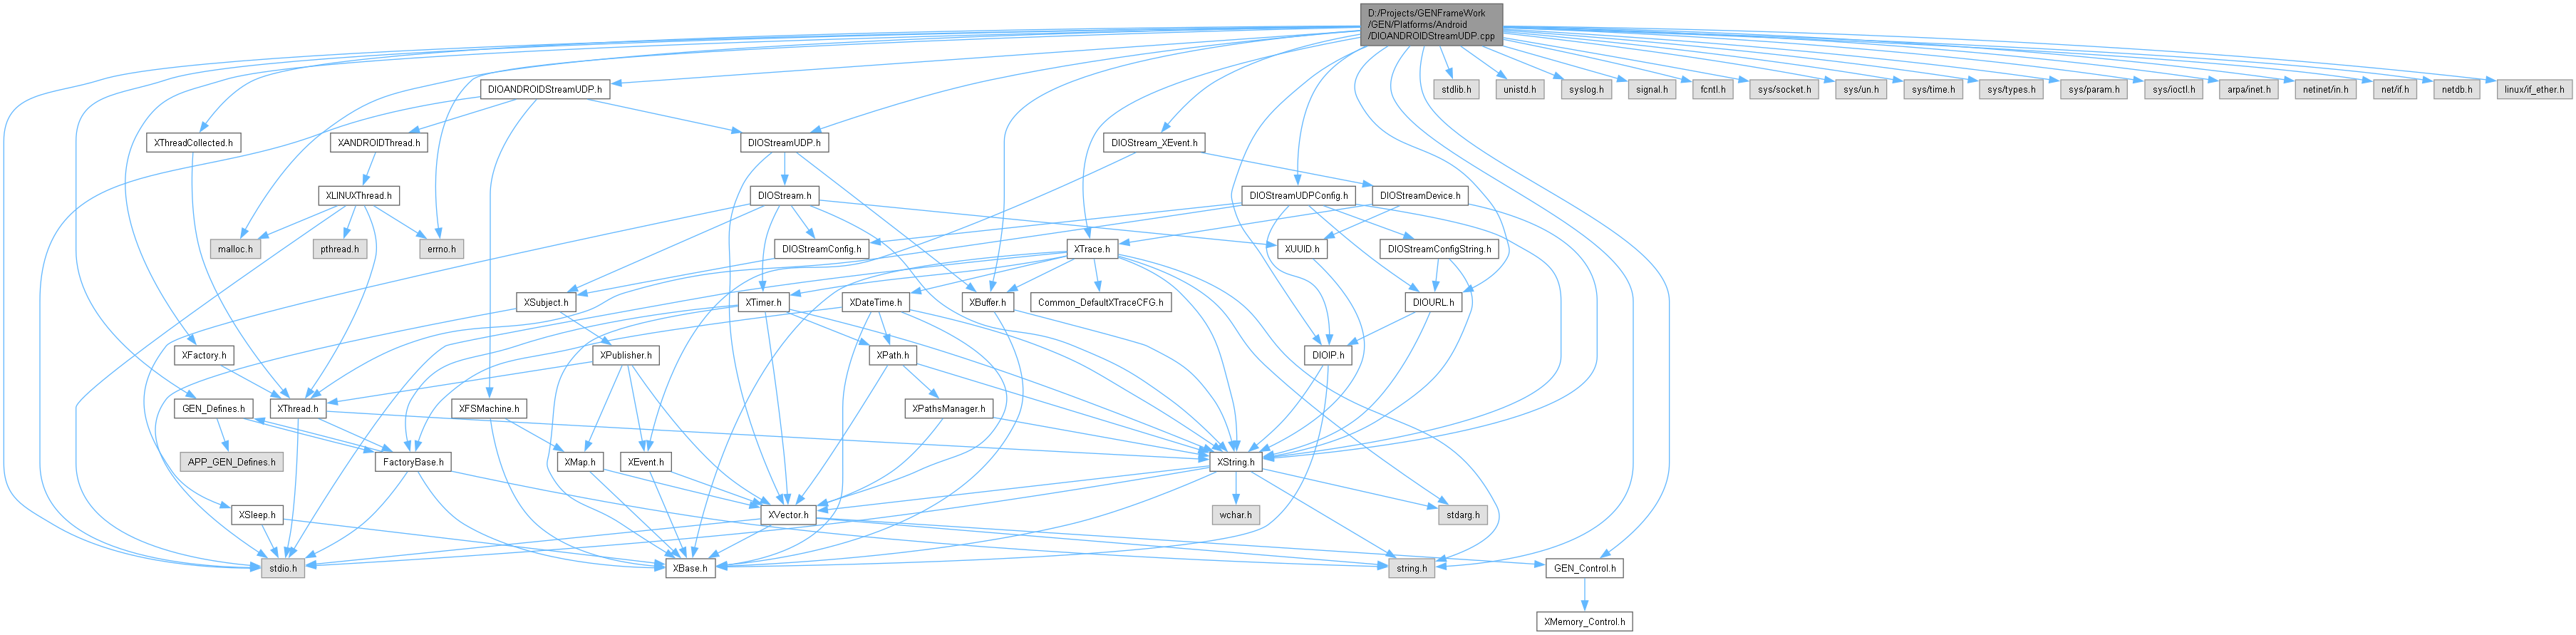 D:/Projects/GENFrameWork
/GEN/Platforms/Android
/DIOANDROIDStreamUDP.cpp
DIOANDROIDStreamUDP.h
stdlib.h
unistd.h
syslog.h
signal.h
fcntl.h
sys/socket.h
sys/un.h
sys/time.h
sys/types.h
sys/param.h
sys/ioctl.h
arpa/inet.h
netinet/in.h
net/if.h
netdb.h
linux/if_ether.h
XThreadCollected.h
XANDROIDThread.h
DIOStreamUDP.h
DIOStream_XEvent.h
XLINUXThread.h
DIOStream.h
DIOStreamUDPConfig.h
DIOStreamDevice.h
malloc.h
pthread.h
errno.h
DIOStreamConfig.h
XTrace.h
XUUID.h
DIOStreamConfigString.h
XSubject.h
XTimer.h
XDateTime.h
XBuffer.h
Common_DefaultXTraceCFG.h
DIOURL.h
XFactory.h
XPublisher.h
XPath.h
DIOIP.h
GEN_Defines.h
XThread.h
XFSMachine.h
XPathsManager.h
APP_GEN_Defines.h
FactoryBase.h
XMap.h
XEvent.h
XString.h
XSleep.h
XVector.h
wchar.h
stdarg.h
stdio.h
XBase.h
string.h
GEN_Control.h
XMemory_Control.h